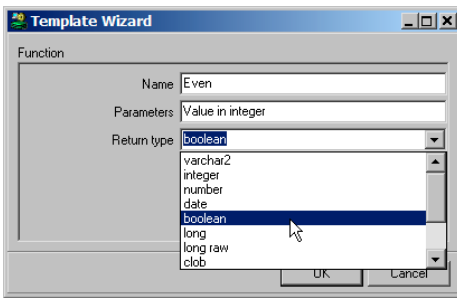 Template Wizard
Function
Name Even
Parameters Value in integer
Return type boolean
varchar2
integer
number
date
boolean
long
long raw
clob
OK Cancel